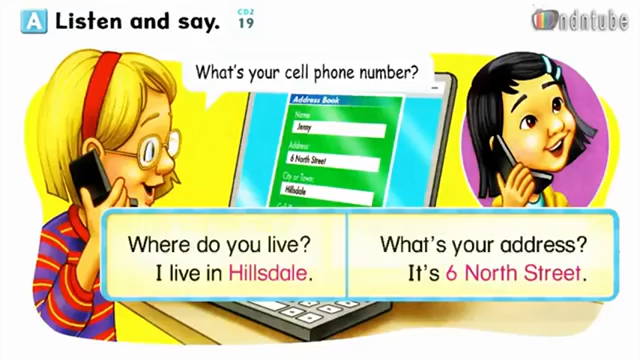 A Listen and say. CD2
19
ndntube
What's your cell phone number?
Address Book
Name:
Jenny
Address:
6 North Street
City or Town:
Hillsdale
Where do you live?
I live in Hillsdale.
What's your address?
It's 6 North Street.